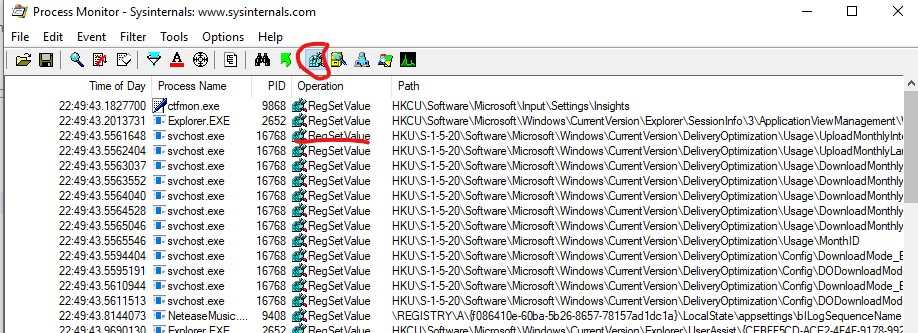 Process Monitor - Sysinternals: www.sysinternals.com
File Edit Event Filter Tools Options Help
Time of Day Process Name PID Operation Path
22:49:43.1827700 ctfmon.exe 9868 RegSetValue HKCU\Software\Microsoft\Input\Settings\Insights
22:49:43.2013731 Explorer.EXE 2652 RegSetValue HKCU\Software\Microsoft\Windows\CurrentVersion\Explorer\SessionInfo\3\ApplicationViewManagement\
22:49:43.5561648 svchost.exe 16768 RegSetValue HKU\S-1-5-20\Software\Microsoft\Windows\CurrentVersion\DeliveryOptimization\Usage\UploadMonthlyInte
22:49:43.5562404 svchost.exe 16768 RegSetValue HKU\S-1-5-20\Software\Microsoft\Windows\CurrentVersion\DeliveryOptimization\Usage\UploadMonthlyLan
22:49:43.5563037 svchost.exe 16768 RegSetValue HKU\S-1-5-20\Software\Microsoft\Windows\CurrentVersion\DeliveryOptimization\Usage\DownloadMonthly
22:49:43.5563552 svchost.exe 16768 RegSetValue HKU\S-1-5-20\Software\Microsoft\Windows\CurrentVersion\DeliveryOptimization\Usage\DownloadMonthly
22:49:43.5564040 svchost.exe 16768 RegSetValue HKU\S-1-5-20\Software\Microsoft\Windows\CurrentVersion\DeliveryOptimization\Usage\DownloadMonthly
22:49:43.5564528 svchost.exe 16768 RegSetValue HKU\S-1-5-20\Software\Microsoft\Windows\CurrentVersion\DeliveryOptimization\Usage\DownloadMonthly
22:49:43.5565046 svchost.exe 16768 RegSetValue HKU\S-1-5-20\Software\Microsoft\Windows\CurrentVersion\DeliveryOptimization\Usage\DownloadMonthly
22:49:43.5565546 svchost.exe 16768 RegSetValue HKU\S-1-5-20\Software\Microsoft\Windows\CurrentVersion\DeliveryOptimization\Usage\MonthID
22:49:43.5594404 svchost.exe 16768 RegSetValue HKU\S-1-5-20\Software\Microsoft\Windows\CurrentVersion\DeliveryOptimization\Config\DownloadMode_B
22:49:43.5595191 svchost.exe 16768 RegSetValue HKU\S-1-5-20\Software\Microsoft\Windows\CurrentVersion\DeliveryOptimization\Config\DODownloadMod
22:49:43.5610944 svchost.exe 16768 RegSetValue HKU\S-1-5-20\Software\Microsoft\Windows\CurrentVersion\DeliveryOptimization\Config\DownloadMode_B
22:49:43.5611513 svchost.exe 16768 RegSetValue HKU\S-1-5-20\Software\Microsoft\Windows\CurrentVersion\DeliveryOptimization\Config\DODownloadMod
22:49:43.8144073 NeteaseMusic.... 9408 RegSetValue \REGISTRY\A\{f086410e-60ba-5b26-8657-78157ad1dc1a}\LocalState\appsettings\blLogSequenceName
22:49:43.9690130 Explorer.EXE 2652 RegSetValue